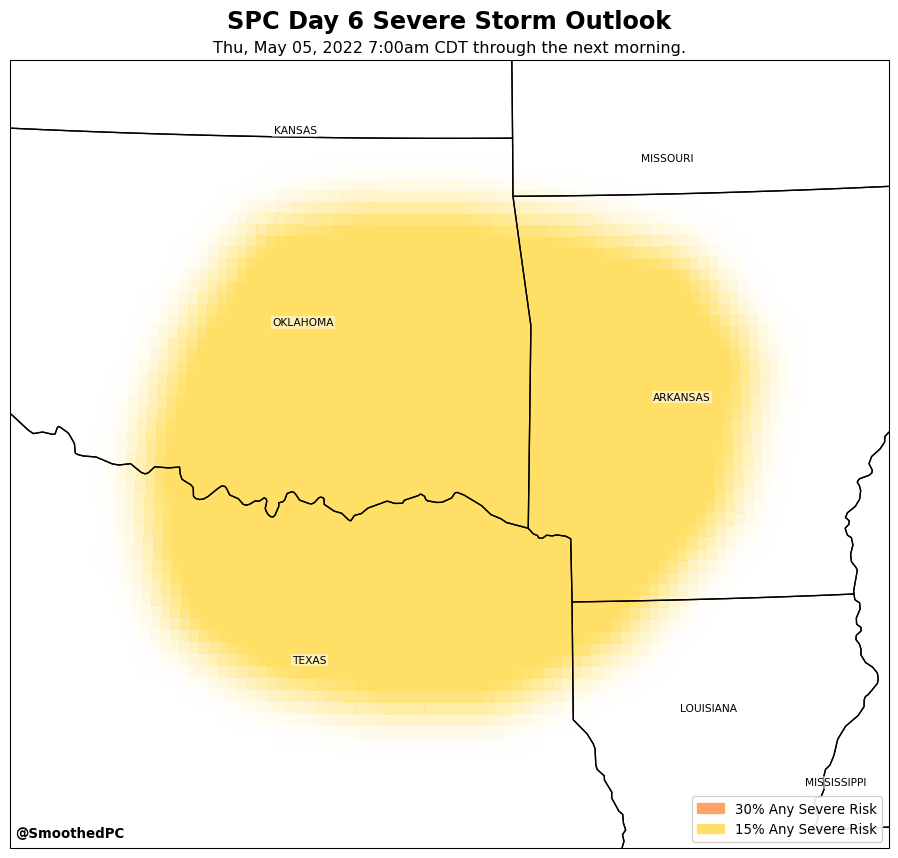 SPC Day 6 Severe Storm Outlook
Thu, May 05, 2022 7:00am CDT through the next morning.
KANSAS
MISSOURI
OKLAHOMA
ARKANSAS
TEXAS
LOUISIANA
MISSISSIPPI
30% Any Severe Risk
15% Any Severe Risk
@SmoothedPC